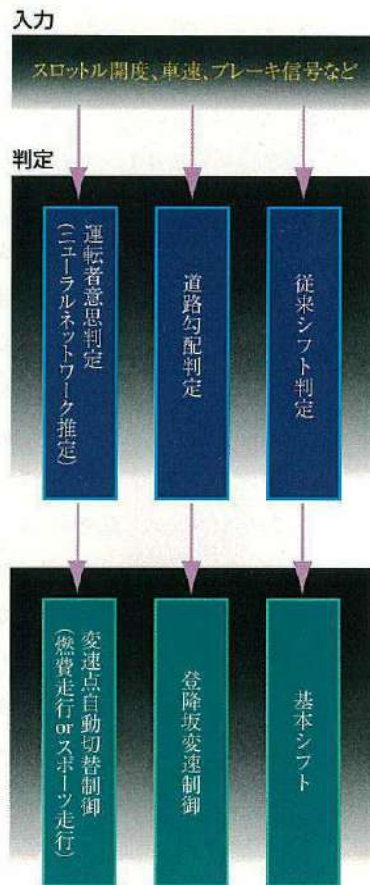 入力
スロットル開度、車速、ブレーキ信号など
判定
運転者意思判定
(ニューラルネットワーク推定)
道路勾配判定
従来シフト判定
変速点自動切替制御
(燃費走行orスポーツ走行)
登降坂変速制御
基本シフト